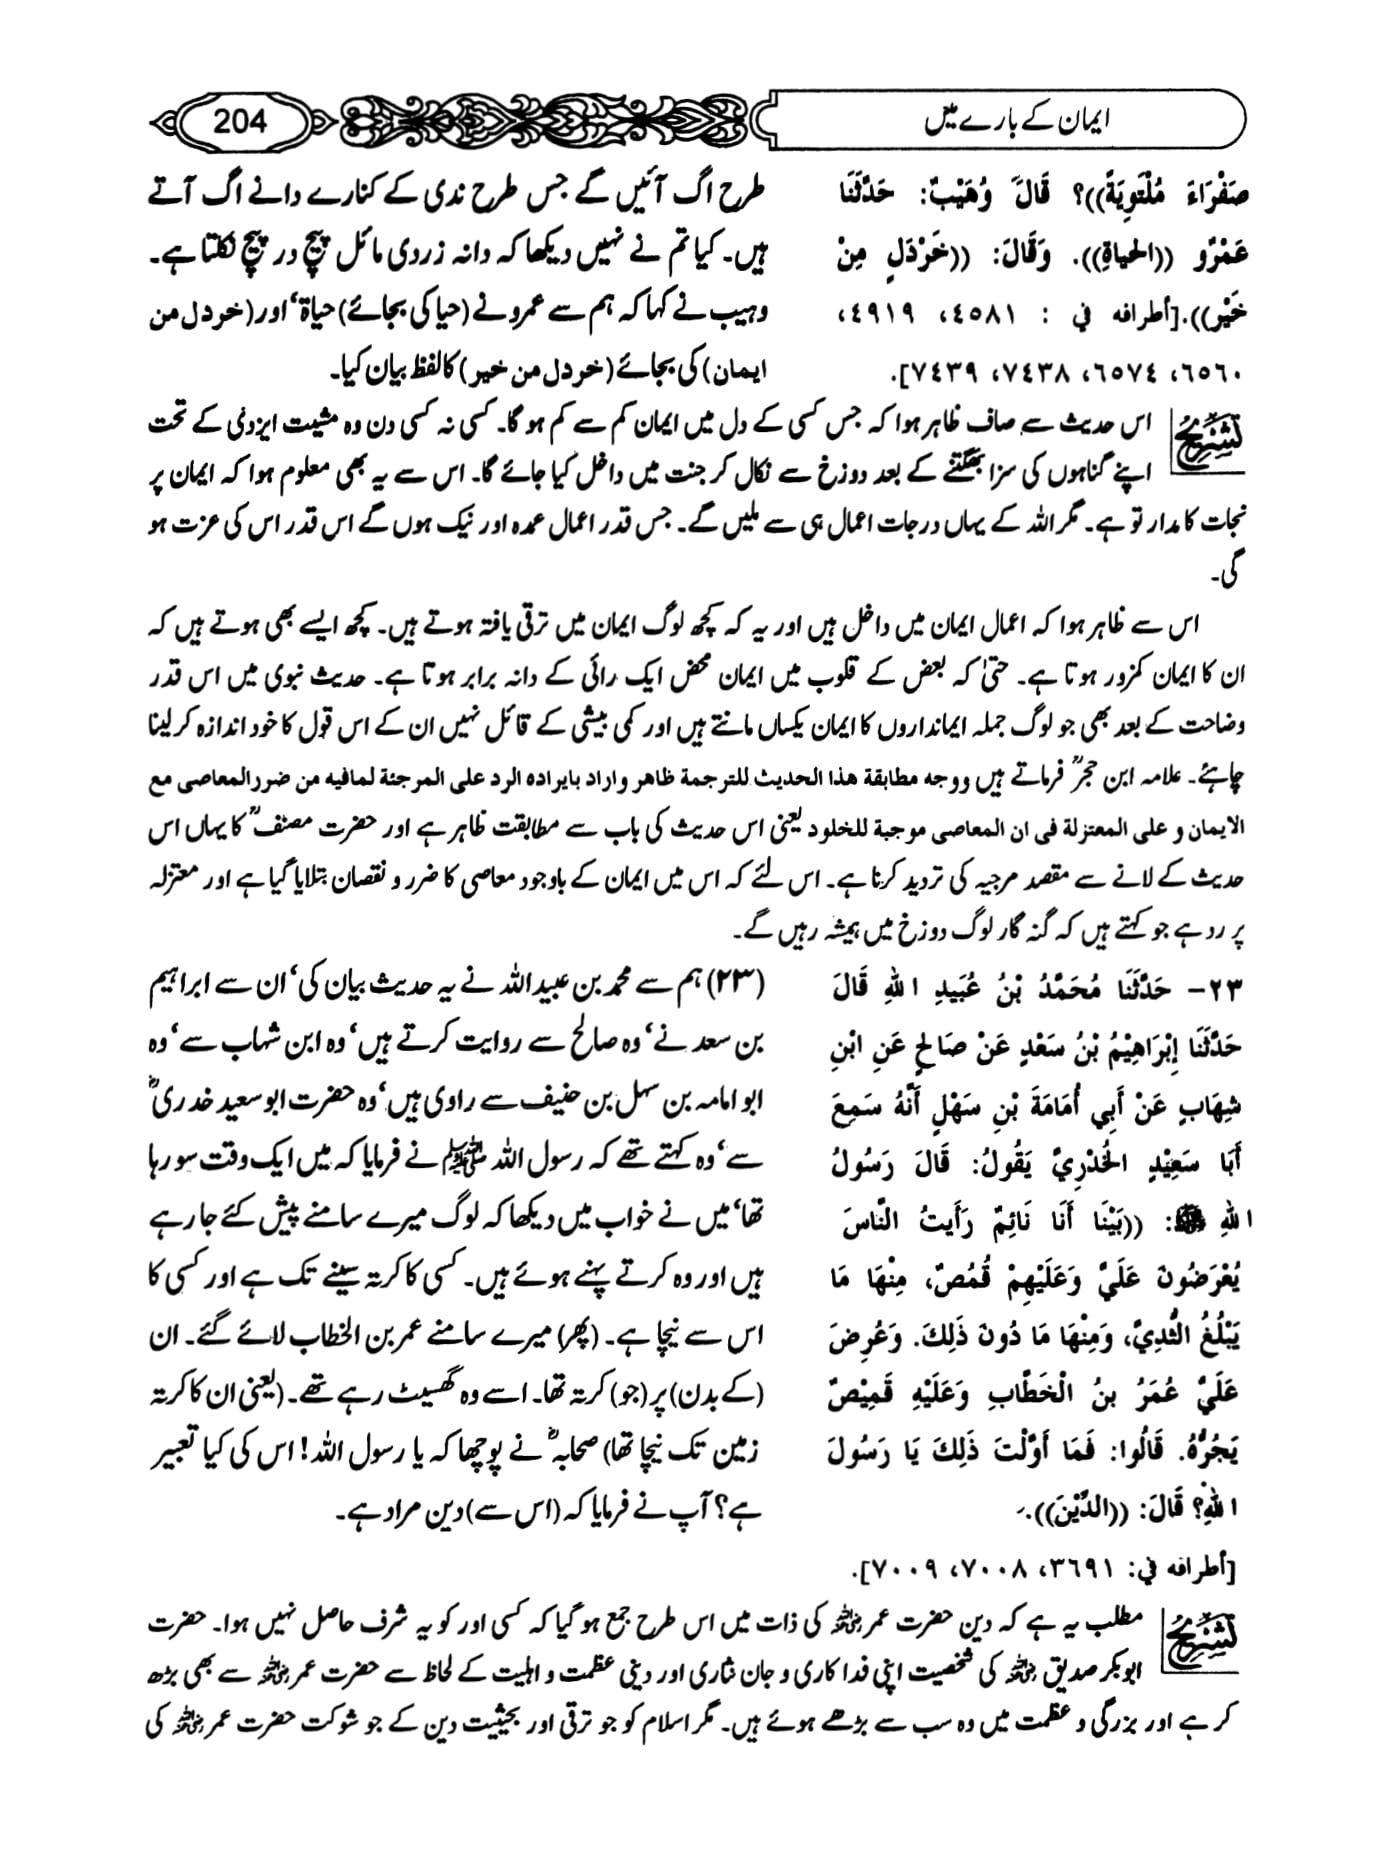 ایمان کے بارے میں
204
صَفْرَاءَ مُلْتَوِيَةً))؟ قَالَ وُهَيْبٌ: حَدَّثَنَا
عَمْرٌو ((الحياةِ)). وَقَالَ: ((خَرْدَلٍ مِنْ
خَيْرٍ)).[أطرافه في : ٤٥٨١، ٤٩١٩،
٦٥٦٠، ٦٥٧٤، ٧٤٣٨، ٧٤٣٩].
طرح اگ آئیں گے جس طرح ندی کے کنارے دانے اگ آتے
ہیں۔ کیا تم نے نہیں دیکھا کہ دانہ زردی مائل پیچ در پیچ نکلتا ہے۔
وہیب نے کہا کہ ہم سے عمرو نے (حیا کی بجائے) حیاة‘ اور (خردل من
ایمان) کی بجائے (خردل من خیر) کا لفظ بیان کیا۔
تشریح
اس حدیث سے صاف ظاہر ہوا کہ جس کسی کے دل میں ایمان کم سے کم ہو گا۔ کسی نہ کسی دن وہ مشیت ایزدی کے تحت
اپنے گناہوں کی سزا بھگتنے کے بعد دوزخ سے نکال کر جنت میں داخل کیا جائے گا۔ اس سے یہ بھی معلوم ہوا کہ ایمان پر
نجات کا مدار تو ہے۔ مگر اللہ کے یہاں درجات اعمال ہی سے ملیں گے۔ جس قدر اعمال عمدہ اور نیک ہوں گے اس قدر اس کی عزت ہو
گی۔
اس سے ظاہر ہوا کہ اعمال ایمان میں داخل ہیں اور یہ کہ کچھ لوگ ایمان میں ترقی یافتہ ہوتے ہیں۔ کچھ ایسے بھی ہوتے ہیں کہ
ان کا ایمان کمزور ہوتا ہے۔ حتیٰ کہ بعض کے قلوب میں ایمان محض ایک رائی کے دانہ برابر ہوتا ہے۔ حدیث نبوی میں اس قدر
وضاحت کے بعد بھی جو لوگ جملہ ایمانداروں کا ایمان یکساں مانتے ہیں اور کمی بیشی کے قائل نہیں ان کے اس قول کا خود اندازہ کر لینا
چاہئے۔ علامہ ابن حجرؒ فرماتے ہیں ووجه مطابقة هذا الحديث للترجمة ظاهر واراد بايراده الرد على المرجئة لمافيه من ضررالمعاصى مع
الايمان و على المعتزلة فى ان المعاصى موجبة للخلود یعنی اس حدیث کی باب سے مطابقت ظاہر ہے اور حضرت مصنفؒ کا یہاں اس
حدیث کے لانے سے مقصد مرجیہ کی تردید کرنا ہے۔ اس لئے کہ اس میں ایمان کے باوجود معاصی کا ضرر و نقصان بتلایا گیا ہے اور معتزلہ
پر رد ہے جو کہتے ہیں کہ گنہ گار لوگ دوزخ میں ہمیشہ رہیں گے۔
٢٣- حَدَّثَنَا مُحَمَّدُ بْنُ عُبَيدِ اللهِ قَالَ
حَدَّثَنَا إِبْرَاهِيْمُ بْنُ سَعْدٍ عَنْ صَالِحٍ عَنِ ابْنِ
شِهَابٍ عَنْ أَبِي أُمَامَةَ بْنِ سَهْلٍ أَنَّهُ سَمِعَ
أَبَا سَعِيْدٍ الْخُدْرِيَّ يَقُولُ: قَالَ رَسُولُ
اللهِ ﷺ: ((بَيْنَا أَنَا نَائِمٌ رَأَيتُ النَّاسَ
يُعْرَضُونَ عَلَيَّ وَعَلَيْهِمْ قُمُصٌ، مِنْهَا مَا
يَبْلُغُ الثُّدِيَّ، وَمِنْهَا مَا دُونَ ذَلِكَ. وَعُرِضَ
عَلَيَّ عُمَرُ بنُ الْخَطَّابِ وَعَلَيْهِ قَمِيْصٌ
يَجُرُّهُ. قَالُوا: فَمَا أَوَّلْتَ ذَلِكَ يَا رَسُولَ
اللهِ؟ قَالَ: ((الدِّيْنَ)).
[أطرافه في: ٣٦٩١، ٧٠٠٨، ٧٠٠٩].
(۲۳) ہم سے محمد بن عبیداللہ نے یہ حدیث بیان کی‘ ان سے ابراہیم
بن سعد نے‘ وہ صالح سے روایت کرتے ہیں‘ وہ ابن شہاب سے‘ وہ
ابو امامہ بن سہل بن حنیف سے راوی ہیں‘ وہ حضرت ابو سعید خدریؓ
سے‘ وہ کہتے تھے کہ رسول اللہ ﷺ نے فرمایا کہ میں ایک وقت سو رہا
تھا‘ میں نے خواب میں دیکھا کہ لوگ میرے سامنے پیش کئے جا رہے
ہیں اور وہ کرتے پہنے ہوئے ہیں۔ کسی کا کرتہ سینے تک ہے اور کسی کا
اس سے نیچا ہے۔ (پھر) میرے سامنے عمر بن الخطاب لائے گئے۔ ان
(کے بدن) پر (جو) کرتہ تھا۔ اسے وہ گھسیٹ رہے تھے۔ (یعنی ان کا کرتہ
زمین تک نیچا تھا) صحابہؓ نے پوچھا کہ یا رسول اللہ! اس کی کیا تعبیر
ہے؟ آپ نے فرمایا کہ (اس سے) دین مراد ہے۔
تشریح
مطلب یہ ہے کہ دین حضرت عمر رضی اللہ عنہ کی ذات میں اس طرح جمع ہو گیا کہ کسی اور کو یہ شرف حاصل نہیں ہوا۔ حضرت
ابوبکر صدیق رضی اللہ عنہ کی شخصیت اپنی فدا کاری و جان نثاری اور دینی عظمت و اہلیت کے لحاظ سے حضرت عمر رضی اللہ عنہ سے بھی بڑھ
کر ہے اور بزرگی و عظمت میں وہ سب سے بڑھے ہوئے ہیں۔ مگر اسلام کو جو ترقی اور بحیثیت دین کے جو شوکت حضرت عمر رضی اللہ عنہ کی